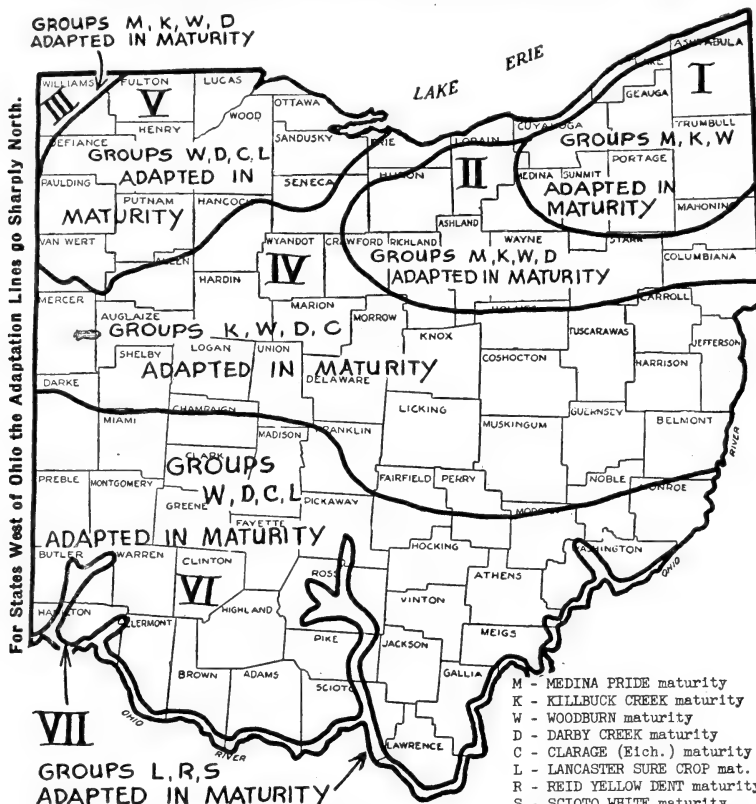 GROUPS M, K, W, D
ADAPTED IN MATURITY
For States West of Ohio the Adaptation Lines go Sharply North.
LAKE ERIE
ASHTABULA
LAKE
I
GEAUGA
WILLIAMS
FULTON
LUCAS
III
V
OTTAWA
WOOD
CUYAHOGA
TRUMBULL
HENRY
SANDUSKY
ERIE
LORAIN
GROUPS M, K, W
DEFIANCE
GROUPS W, D, C, L
ADAPTED IN
MATURITY
HURON
II
MEDINA
SUMMIT
PORTAGE
ADAPTED IN
MATURITY
PAULDING
SENECA
MAHONING
PUTNAM
HANCOCK
ASHLAND
VAN WERT
ALLEN
WYANDOT
CRAWFORD
RICHLAND
WAYNE
STARK
COLUMBIANA
IV
GROUPS M, K, W, D
ADAPTED IN MATURITY
HARDIN
MERCER
MARION
HOLMES
CARROLL
AUGLAIZE
MORROW
JEFFERSON
GROUPS K, W, D, C
KNOX
TUSCARAWAS
SHELBY
LOGAN
UNION
COSHOCTON
HARRISON
ADAPTED IN MATURITY
DARKE
DELAWARE
LICKING
CHAMPAIGN
GUERNSEY
MIAMI
MUSKINGUM
BELMONT
CLARK
MADISON
FRANKLIN
RIVER
GROUPS
W, D, C, L
PREBLE
MONTGOMERY
FAIRFIELD
PERRY
NOBLE
MONROE
GREENE
PICKAWAY
MORGAN
FAYETTE
ADAPTED IN MATURITY
HOCKING
BUTLER
WARREN
CLINTON
ROSS
WASHINGTON
OHIO
ATHENS
VI
VINTON
HAMILTON
CLERMONT
HIGHLAND
PIKE
JACKSON
MEIGS
BROWN
ADAMS
SCIOTO
GALLIA
VII
OHIO
RIVER
LAWRENCE
GROUPS L, R, S
ADAPTED IN MATURITY
M - MEDINA PRIDE maturity
K - KILLBUCK CREEK maturity
W - WOODBURN maturity
D - DARBY CREEK maturity
C - CLARAGE (Eich.) maturity
L - LANCASTER SURE CROP mat.
R - REID YELLOW DENT maturity
S - SCIOTO WHITE maturity